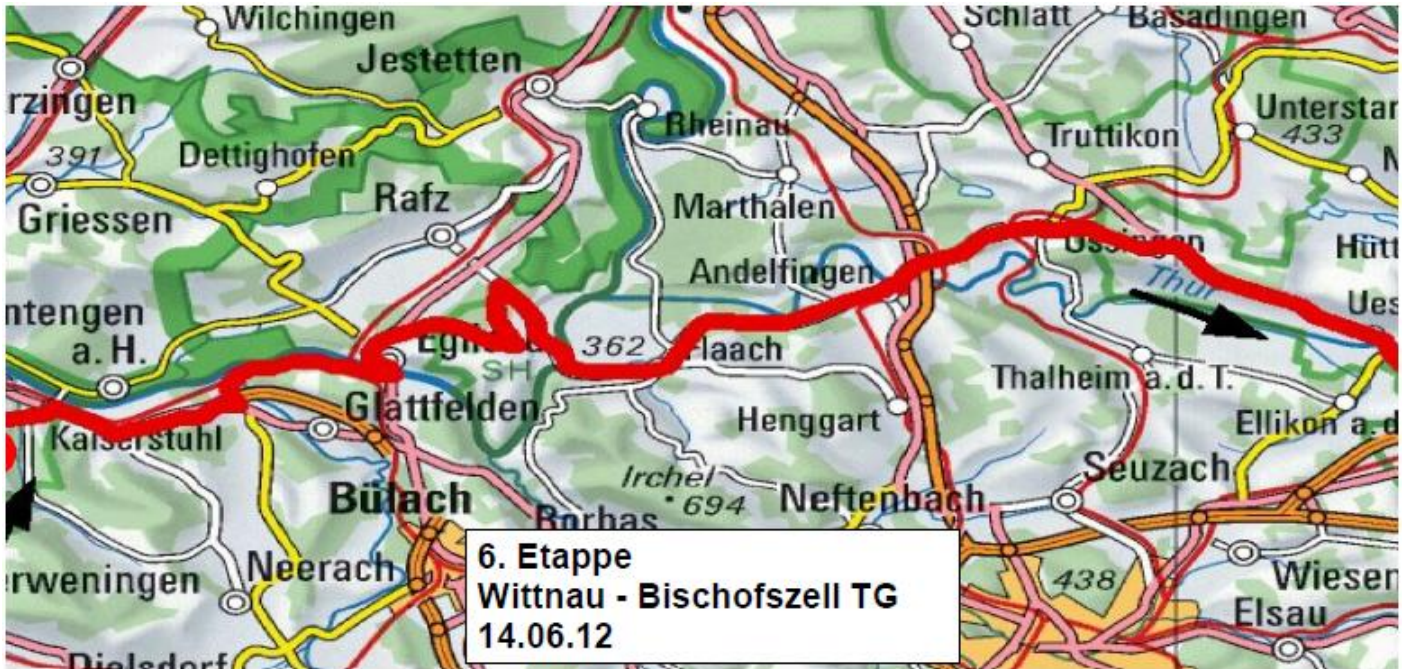 Wilchingen
Schlatt
Basadingen
Jestetten
rzingen
Rheinau
Unterstar
433
391
Dettighofen
Truttikon
N
Rafz
Griessen
Marthalen
Hütt
Andelfingen
Thur
Ues
ntengen
a. H.
362
Flaach
SH
Thalheim a.d.T.
Glattfelden
Henggart
Ellikon a.d
Kaiserstuhl
Irchel
694
Seuzach
Bülach
Neftenbach
6. Etappe
Wittnau - Bischofszell TG
14.06.12
erweningen
Neerach
438
Wiesen
Elsau
Dielsdorf